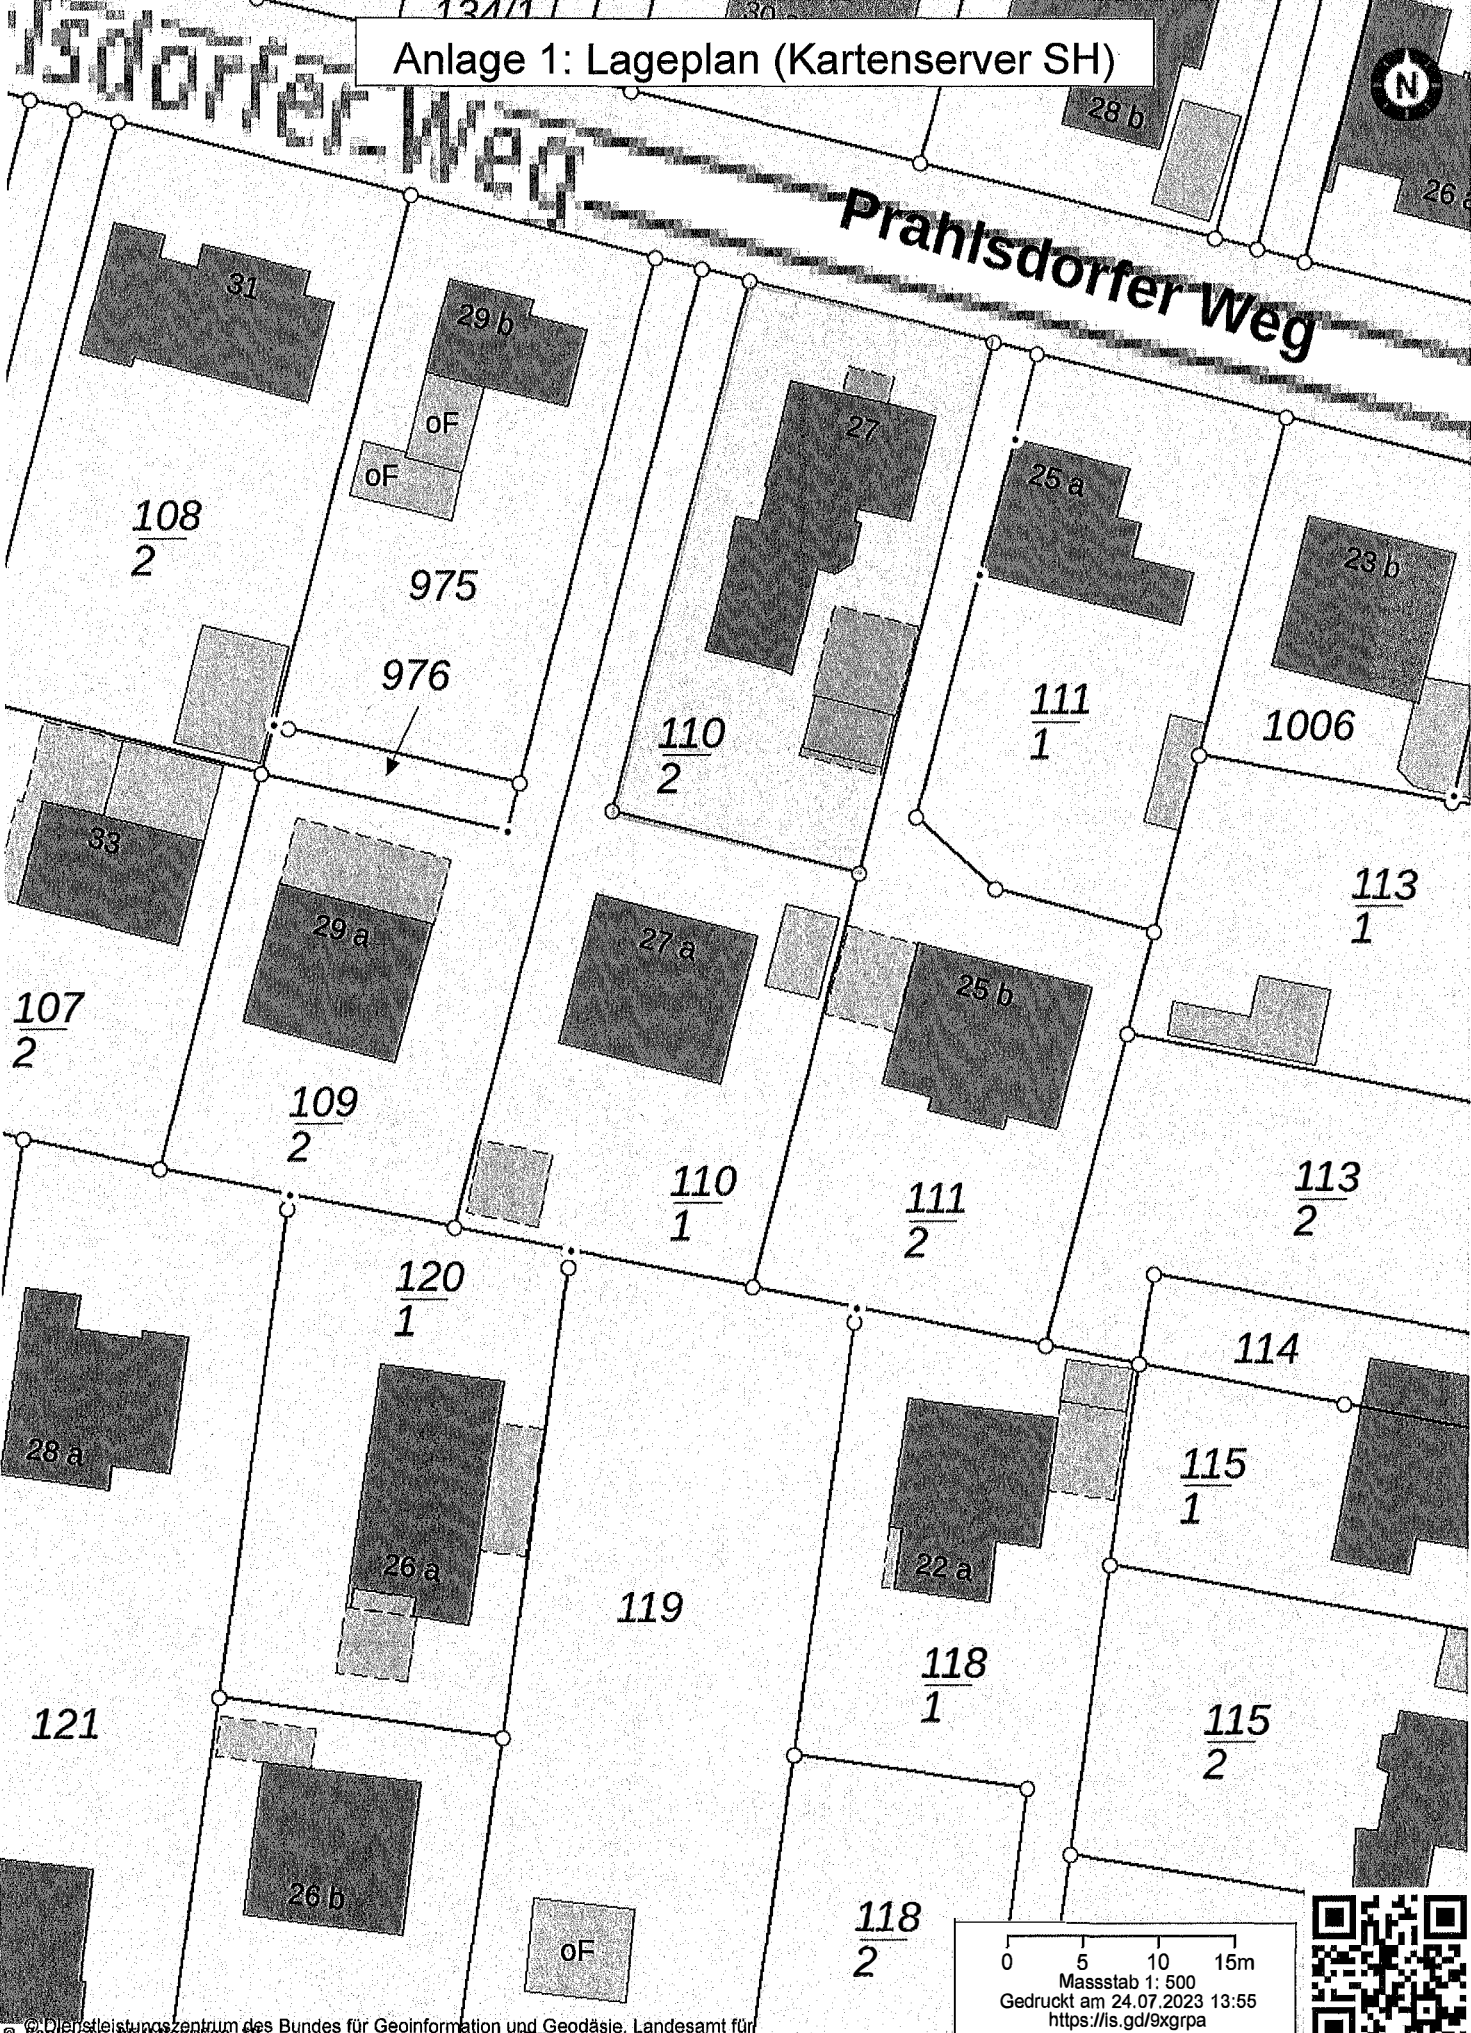 134/1
30 a
Anlage 1: Lageplan (Kartenserver SH)
N
28 b
26 a
lsdorfer-Weg
Prahlsdorfer Weg
31
29 b
27
oF
25 a
oF
23 b
108
2
975
976
111
1
1006
110
2
33
113
1
29 a
27 a
25 b
107
2
109
2
110
1
111
2
113
2
120
1
114
28 a
115
1
26 a
22 a
119
118
1
121
115
2
26 b
118
2
oF
0 5 10 15m
Massstab 1: 500
Gedruckt am 24.07.2023 13:55
https://is.gd/9xgrpa
© Dienstleistungszentrum des Bundes für Geoinformation und Geodäsie, Landesamt für